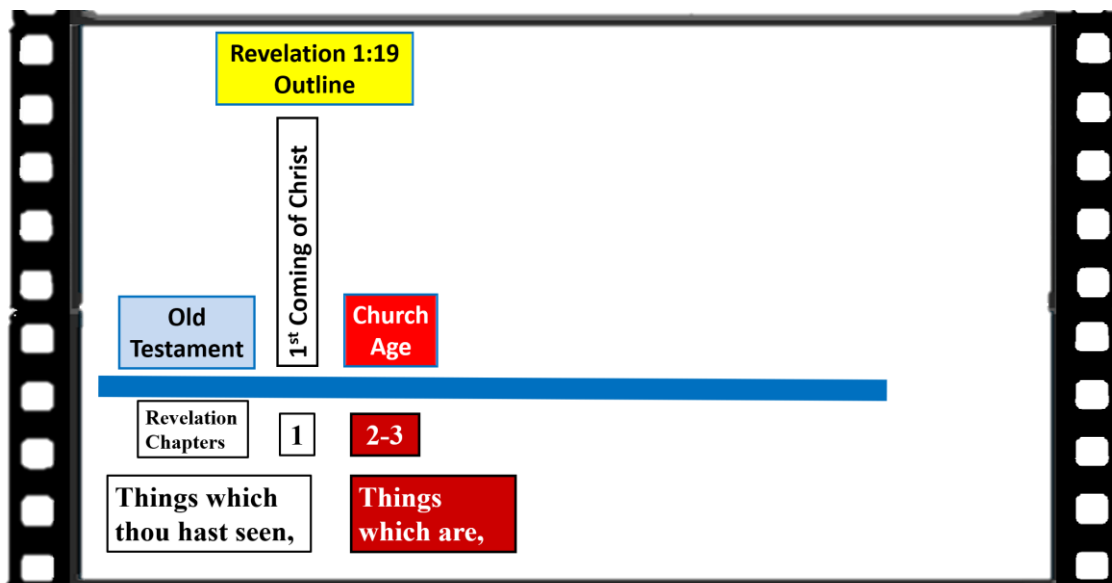 Revelation 1:19
Outline
1st Coming of Christ
Old
Testament
Church
Age
Revelation
Chapters
1
2-3
Things which
thou hast seen,
Things
which are,